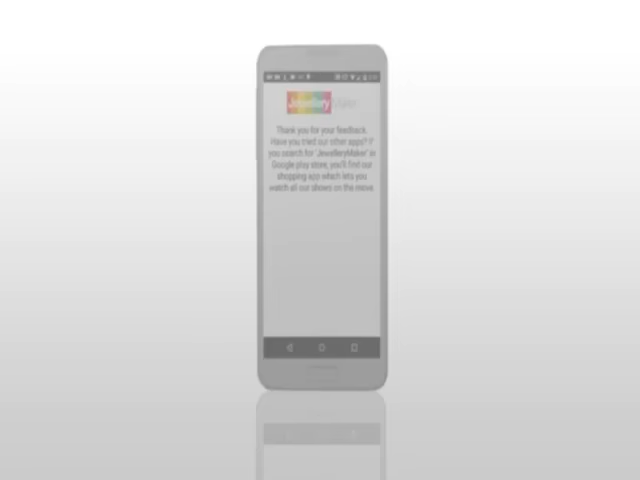 Jewellery Maker
Thank you for your feedback.
Have you tried our other apps? If
you search for 'JewelleryMaker' in
Google play store, you'll find our
shopping app which lets you
watch all our shows on the move.